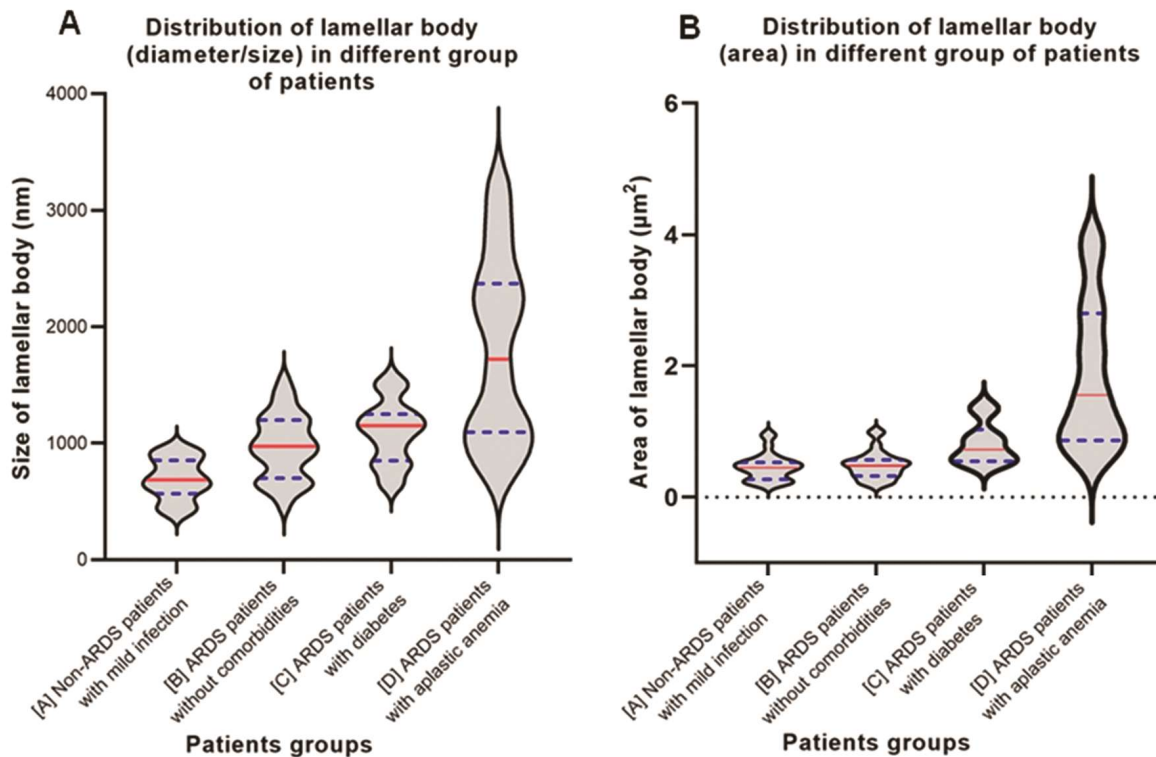 A
Distribution of lamellar body
(diameter/size) in different group
of patients
4000
3000
2000
1000
0
Size of lamellar body (nm)
[A] Non-ARDS patients
with mild infection
[B] ARDS patients
without comorbidities
[C] ARDS patients
with diabetes
[D] ARDS patients
with aplastic anemia
Patients groups
B
Distribution of lamellar body
(area) in different group of patients
6
4
2
0
Area of lamellar body (µm²)
[A] Non-ARDS patients
with mild infection
[B] ARDS patients
without comorbidities
[C] ARDS patients
with diabetes
[D] ARDS patients
with aplastic anemia
Patients groups